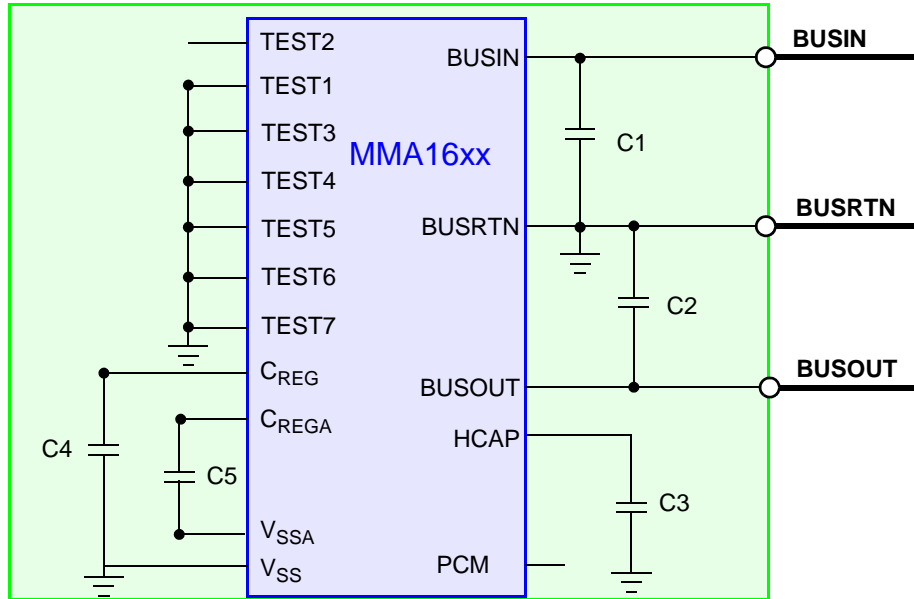 TEST2
TEST1
TEST3
TEST4
TEST5
TEST6
TEST7
CREG
CREGA
VSSA
VSS
MMA16xx
BUSIN
BUSRTN
BUSOUT
HCAP
PCM
C1
C2
C3
C4
C5
BUSIN
BUSRTN
BUSOUT